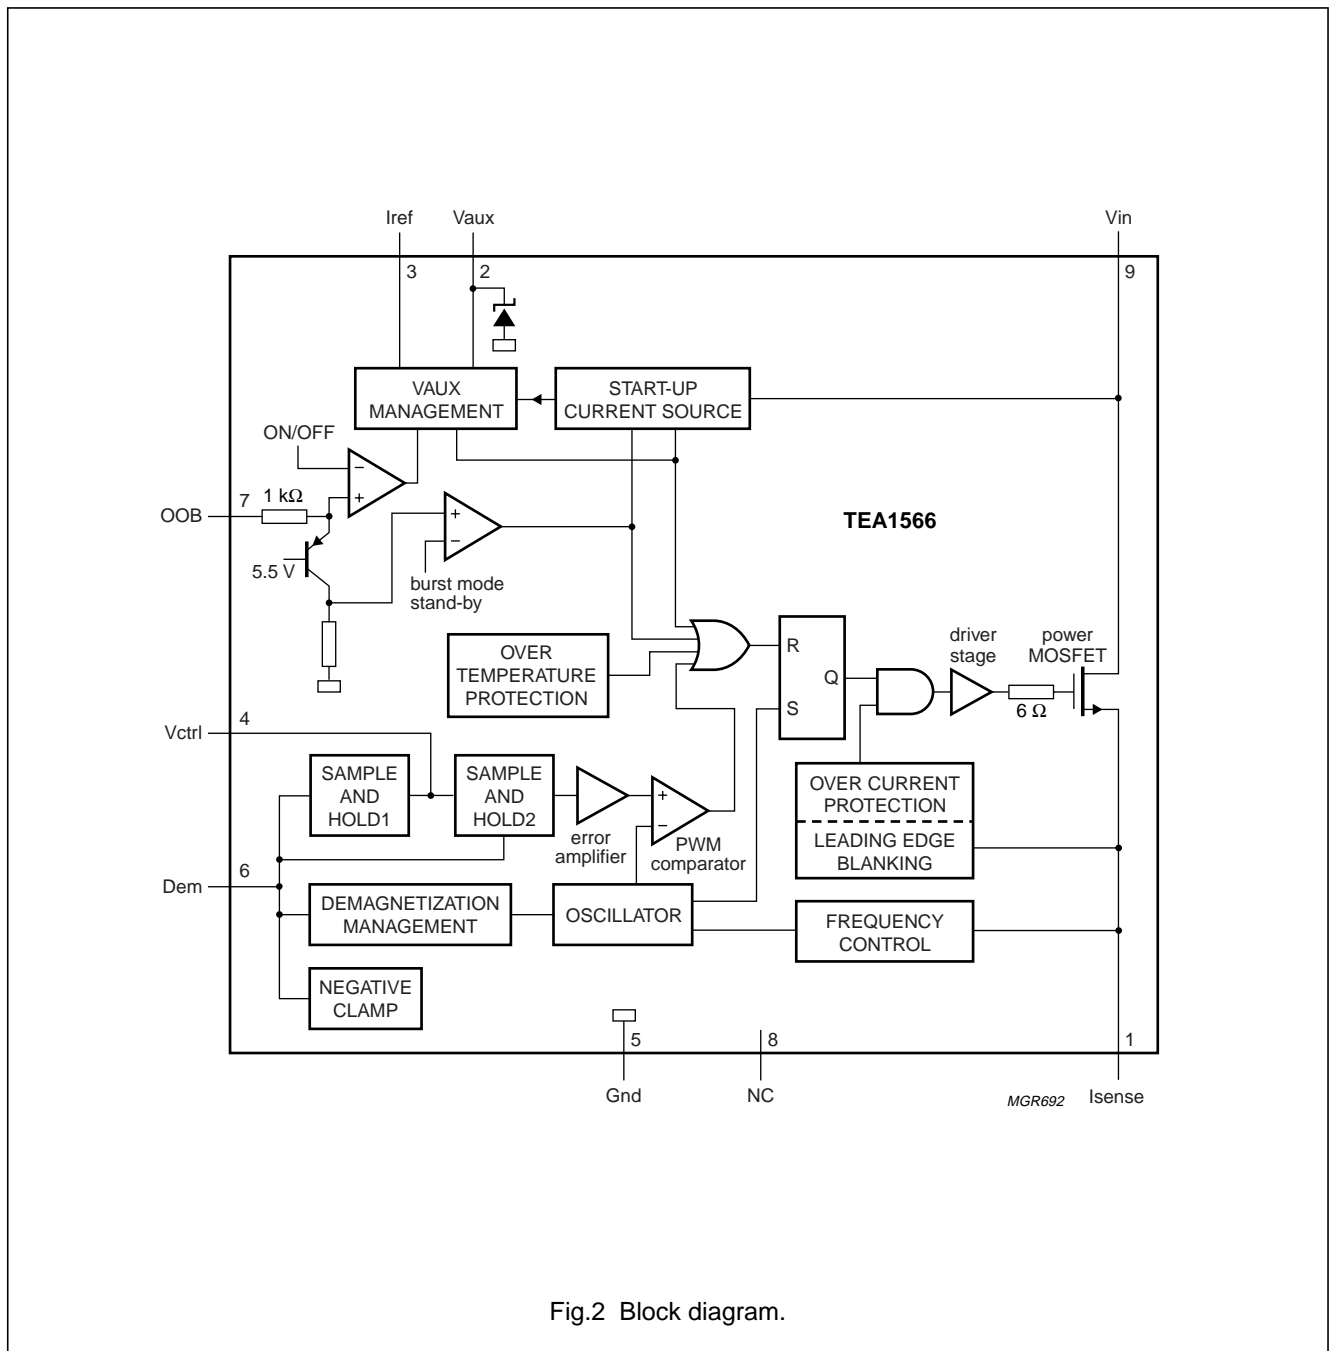 Iref
Vaux
Vin
3
2
9
VAUX
MANAGEMENT
START-UP
CURRENT SOURCE
ON/OFF
−
+
7
1 kΩ
OOB
5.5 V
+
−
burst mode
stand-by
TEA1566
OVER
TEMPERATURE
PROTECTION
R
S
Q
driver
stage
power
MOSFET
6 Ω
4
Vctrl
SAMPLE
AND
HOLD1
SAMPLE
AND
HOLD2
error
amplifier
+
−
PWM
comparator
OVER CURRENT
PROTECTION
LEADING EDGE
BLANKING
6
Dem
DEMAGNETIZATION
MANAGEMENT
OSCILLATOR
FREQUENCY
CONTROL
NEGATIVE
CLAMP
5
8
1
Gnd
NC
MGR692
Isense
Fig.2 Block diagram.